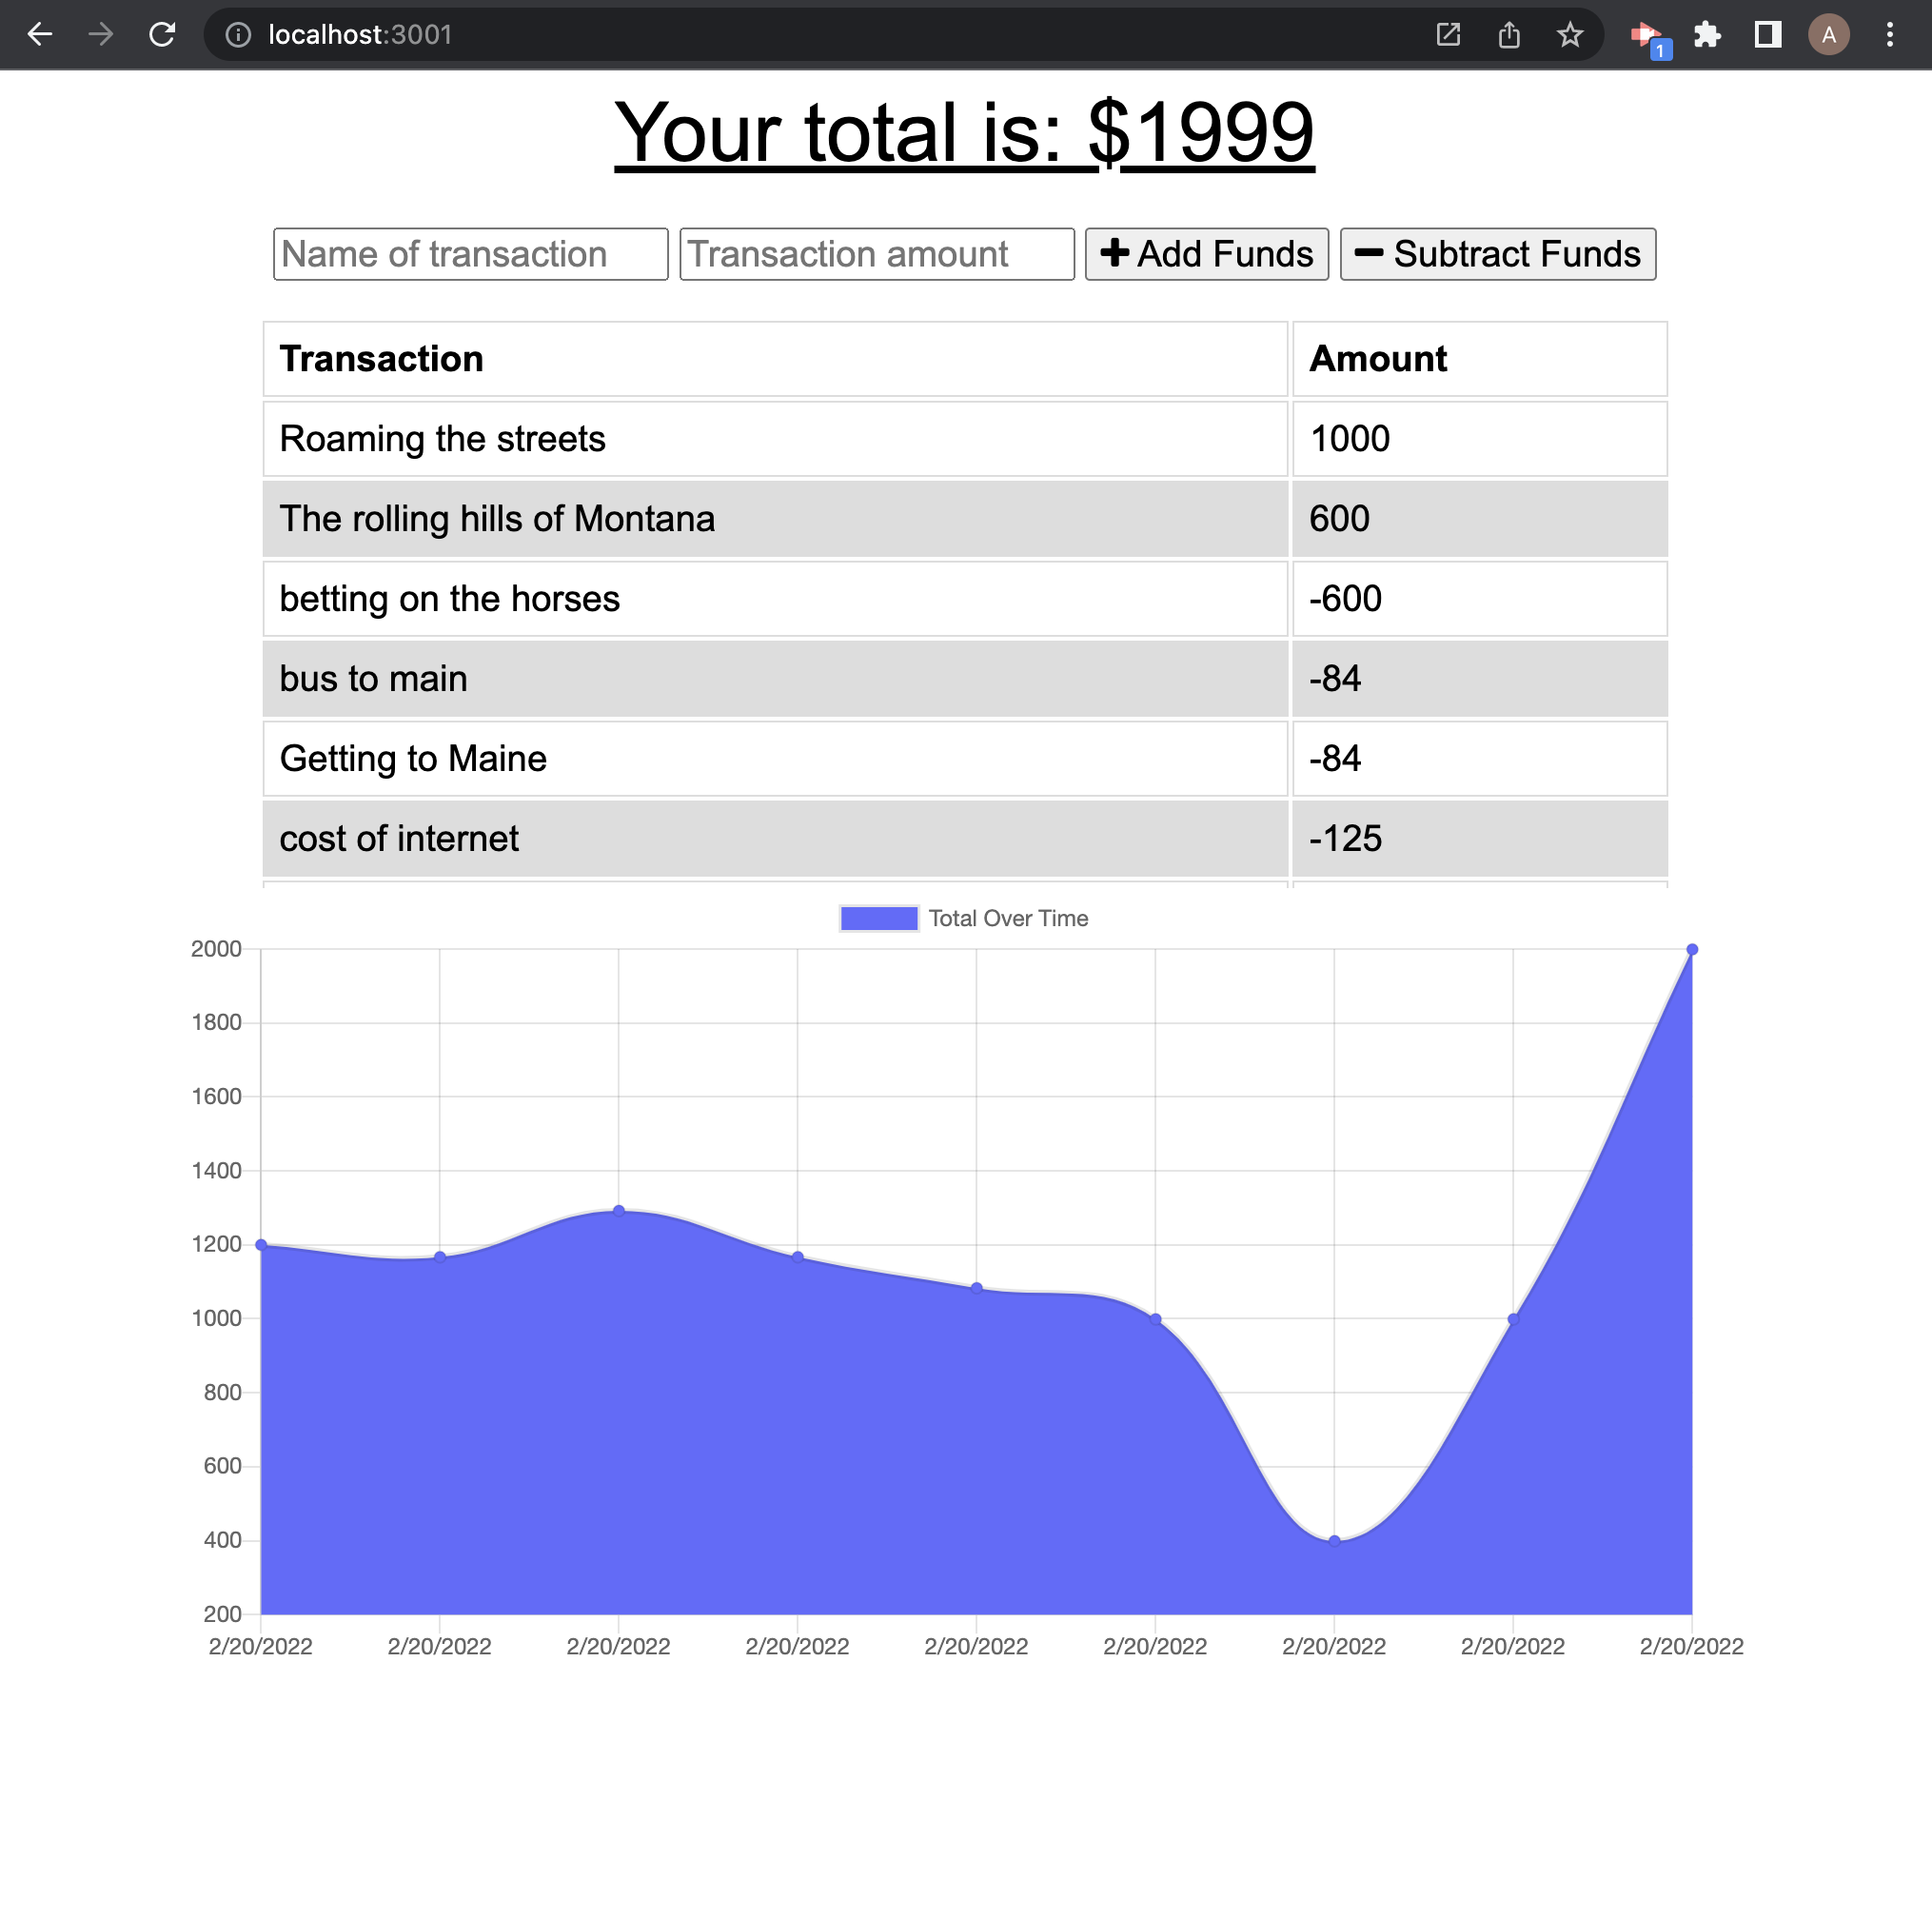 localhost:3001
1
A
Your total is: $1999
Name of transaction Transaction amount Add Funds Subtract Funds
Transaction Amount
Roaming the streets 1000
The rolling hills of Montana 600
betting on the horses -600
bus to main -84
Getting to Maine -84
cost of internet -125
Total Over Time
2000
1800
1600
1400
1200
1000
800
600
400
200
2/20/2022 2/20/2022 2/20/2022 2/20/2022 2/20/2022 2/20/2022 2/20/2022 2/20/2022 2/20/2022